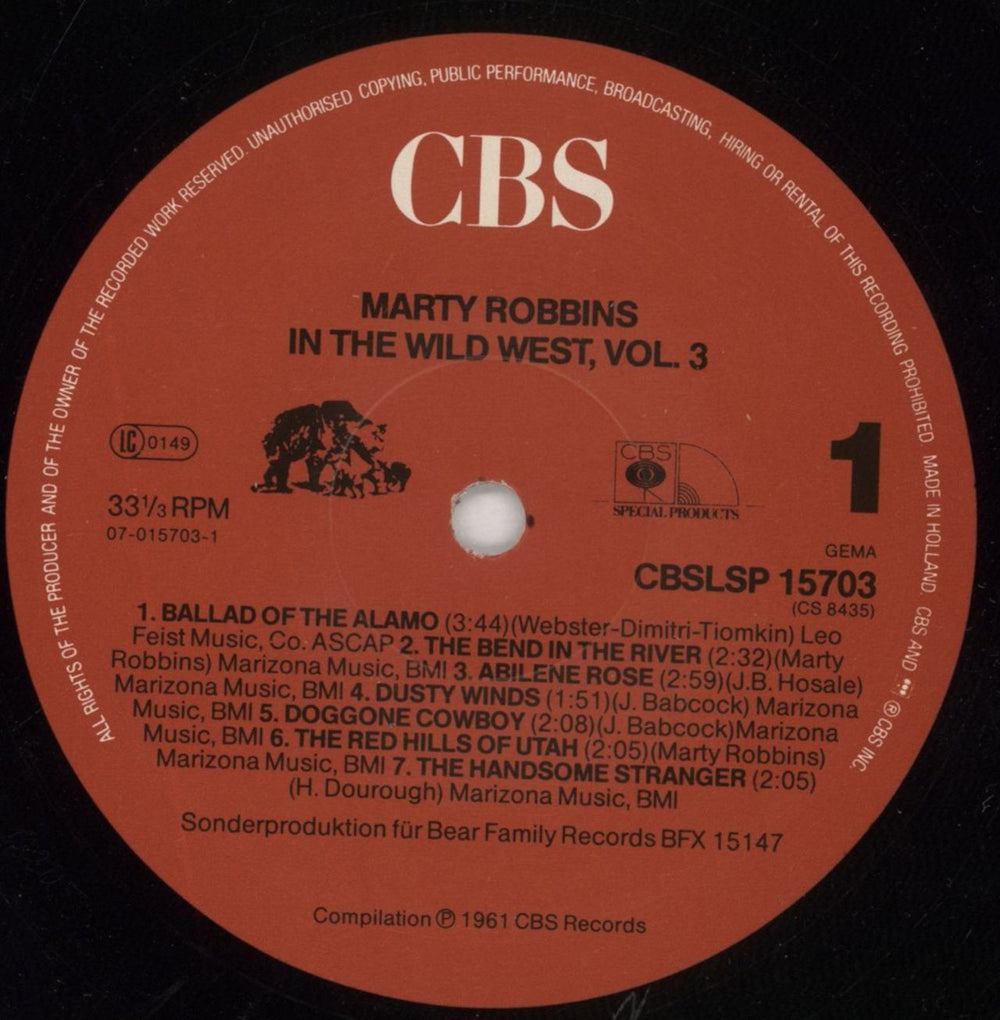 ALL RIGHTS OF THE PRODUCER AND OF THE OWNER OF THE RECORDED WORK RESERVED. UNAUTHORISED COPYING, PUBLIC PERFORMANCE, BROADCASTING, HIRING OR RENTAL OF THIS RECORDING PROHIBITED MADE IN HOLLAND CBS AND ℗ CBS INC.
CBS
MARTY ROBBINS
IN THE WILD WEST, VOL. 3
LC 0149
CBS
SPECIAL PRODUCTS
1
33⅓ RPM
07-015703-1
GEMA
CBSLSP 15703
(CS 8435)
1. BALLAD OF THE ALAMO (3:44)(Webster-Dimitri-Tiomkin) Leo
Feist Music, Co. ASCAP 2. THE BEND IN THE RIVER (2:32)(Marty
Robbins) Marizona Music, BMI 3. ABILENE ROSE (2:59)(J.B. Hosale)
Marizona Music, BMI 4. DUSTY WINDS (1:51)(J. Babcock) Marizona
Music, BMI 5. DOGGONE COWBOY (2:08)(J. Babcock)Marizona
Music, BMI 6. THE RED HILLS OF UTAH (2:05)(Marty Robbins)
Marizona Music, BMI 7. THE HANDSOME STRANGER (2:05)
(H. Dourough) Marizona Music, BMI
Sonderproduktion für Bear Family Records BFX 15147
Compilation ℗ 1961 CBS Records